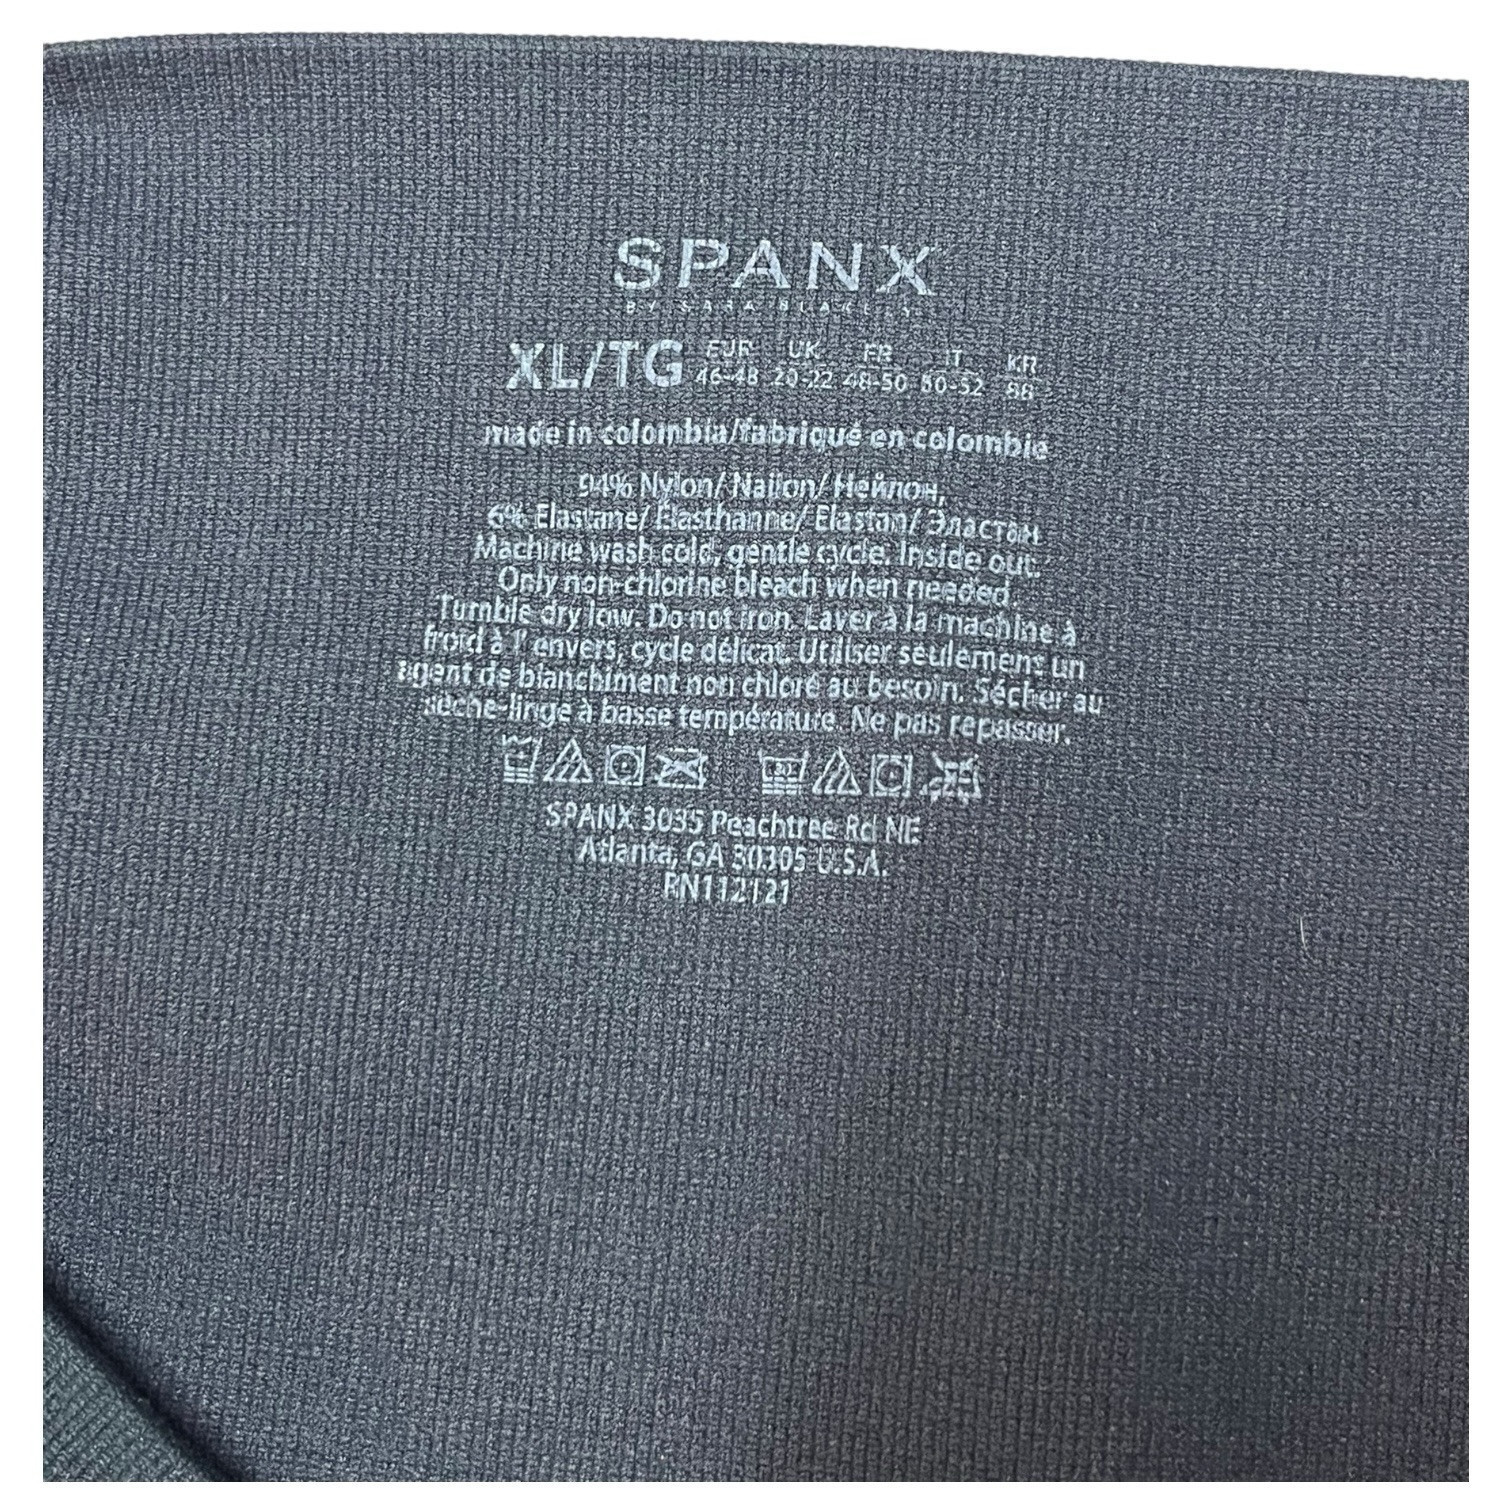 SPANX
BY SARA BLAKELY
XL/TG EUR UK FR IT KR
46-48 20-22 48-50 50-52 88
made in colombia/fabriqué en colombie
94% Nylon/ Nailon/ Нейлон,
6% Elastane/ Élasthanne/ Elastan/ Эластан
Machine wash cold, gentle cycle. Inside out.
Only non-chlorine bleach when needed.
Tumble dry low. Do not iron. Laver à la machine à
froid à l' envers, cycle délicat. Utiliser seulement un
agent de blanchiment non chloré au besoin. Sécher au
sèche-linge à basse température. Ne pas repasser.
SPANX 3035 Peachtree Rd NE
Atlanta, GA 30305 U.S.A.
RN112121